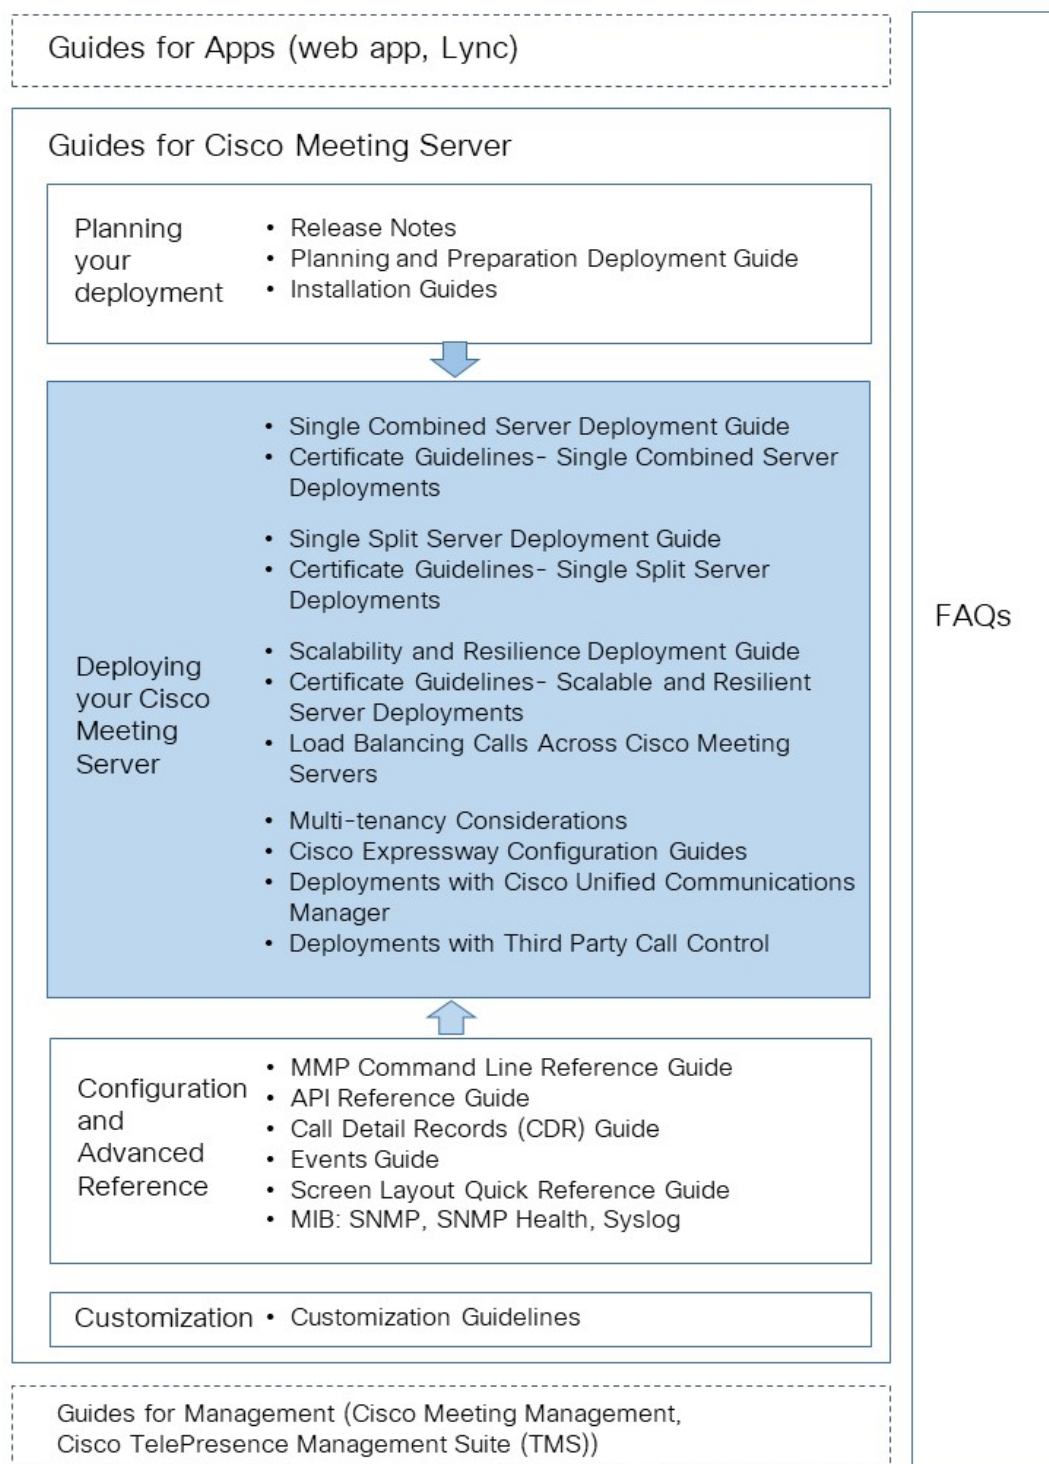 Guides for Apps (web app, Lync)
Guides for Cisco Meeting Server
Planning
your
deployment
• Release Notes
• Planning and Preparation Deployment Guide
• Installation Guides
Deploying
your Cisco
Meeting
Server
• Single Combined Server Deployment Guide
• Certificate Guidelines- Single Combined Server
Deployments
• Single Split Server Deployment Guide
• Certificate Guidelines- Single Split Server
Deployments
• Scalability and Resilience Deployment Guide
• Certificate Guidelines- Scalable and Resilient
Server Deployments
• Load Balancing Calls Across Cisco Meeting
Servers
• Multi-tenancy Considerations
• Cisco Expressway Configuration Guides
• Deployments with Cisco Unified Communications
Manager
• Deployments with Third Party Call Control
Configuration
and
Advanced
Reference
• MMP Command Line Reference Guide
• API Reference Guide
• Call Detail Records (CDR) Guide
• Events Guide
• Screen Layout Quick Reference Guide
• MIB: SNMP, SNMP Health, Syslog
Customization
• Customization Guidelines
Guides for Management (Cisco Meeting Management,
Cisco TelePresence Management Suite (TMS))
FAQs